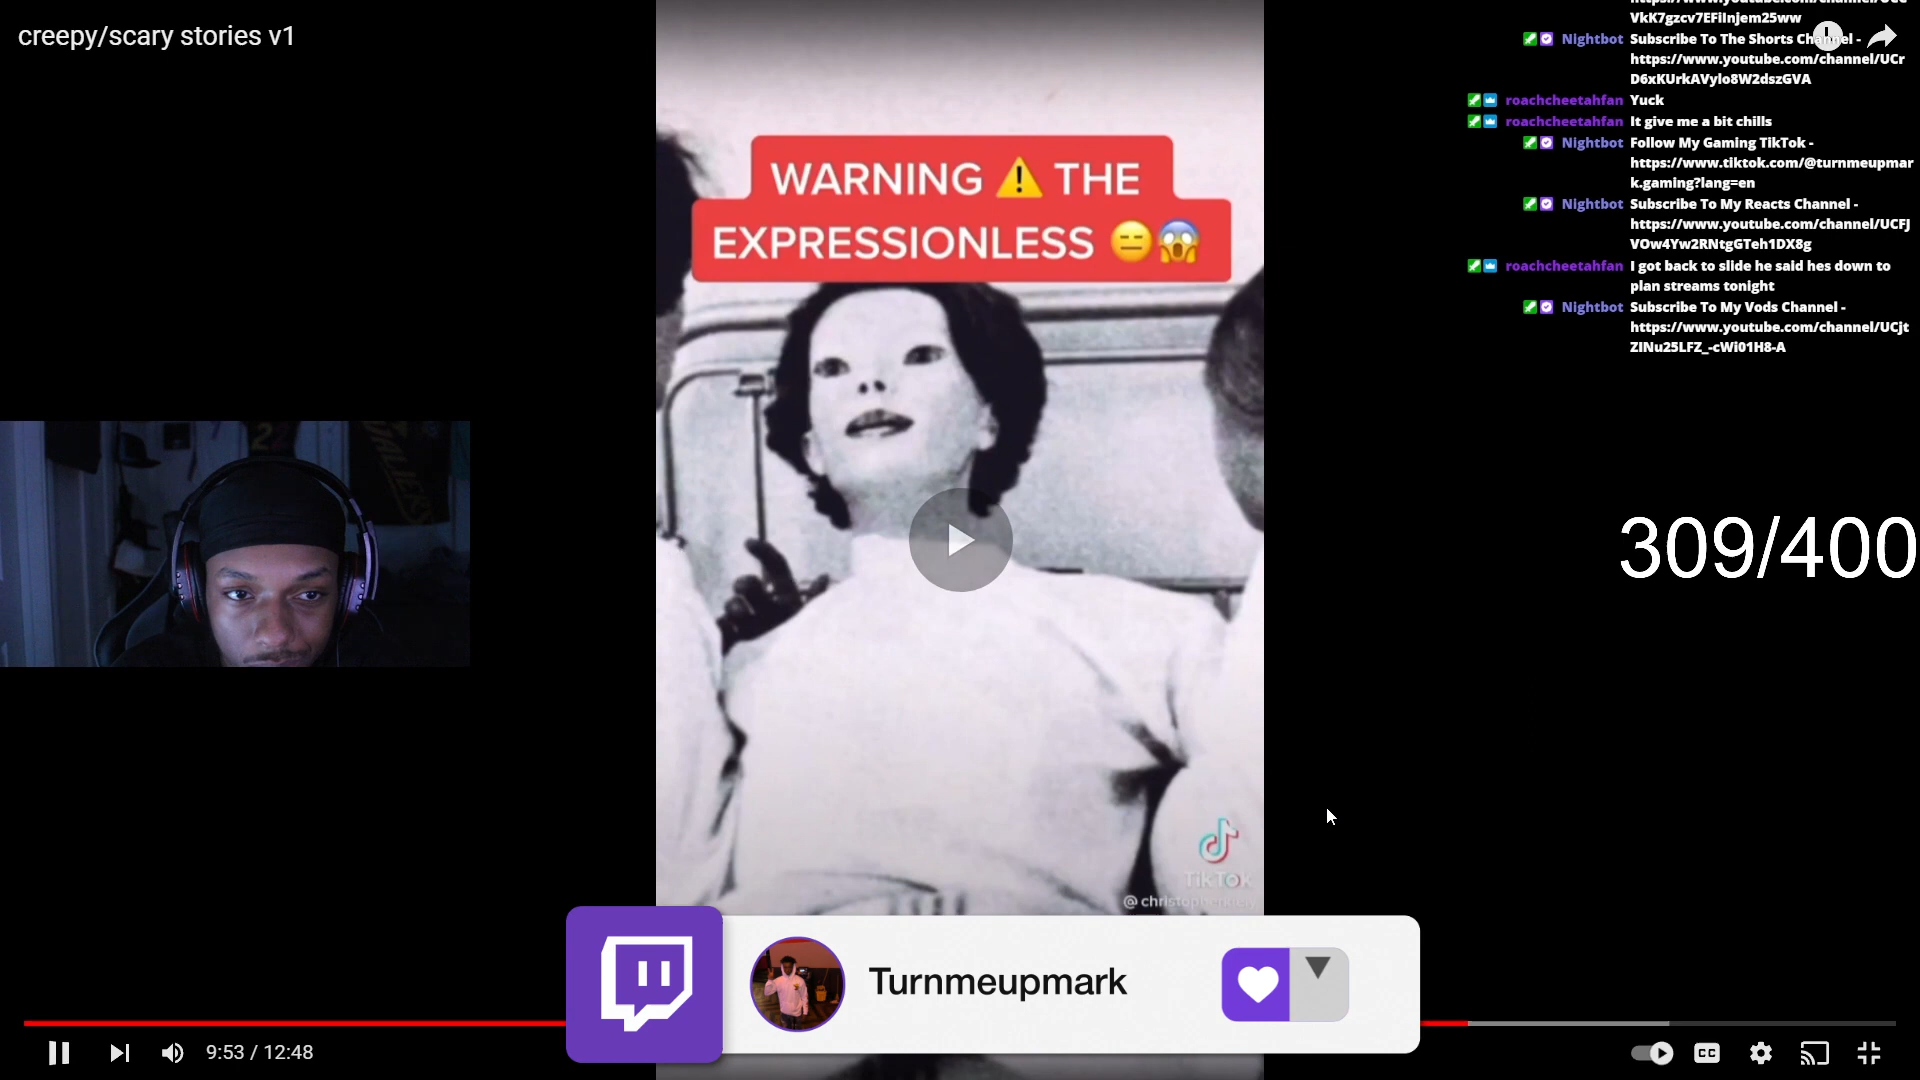 creepy/scary stories v1
VkK7gzcv7EFiInjem25ww
Nightbot Subscribe To The Shorts Channel -
https://www.youtube.com/channel/UCr
D6xKUrkAVylo8W2dszGVA
roachcheetahfan Yuck
roachcheetahfan It give me a bit chills
Nightbot Follow My Gaming TikTok -
https://www.tiktok.com/@turnmeupmar
k.gaming?lang=en
Nightbot Subscribe To My Reacts Channel -
https://www.youtube.com/channel/UCFJ
VOw4Yw2RNtgGTeh1DX8g
roachcheetahfan I got back to slide he said hes down to
plan streams tonight
Nightbot Subscribe To My Vods Channel -
https://www.youtube.com/channel/UCjt
ZINu25LFZ_-cWi01H8-A
WARNING ⚠️ THE
EXPRESSIONLESS 😑😱
309/400
TikTok
Turnmeupmark
9:53 / 12:48
CC